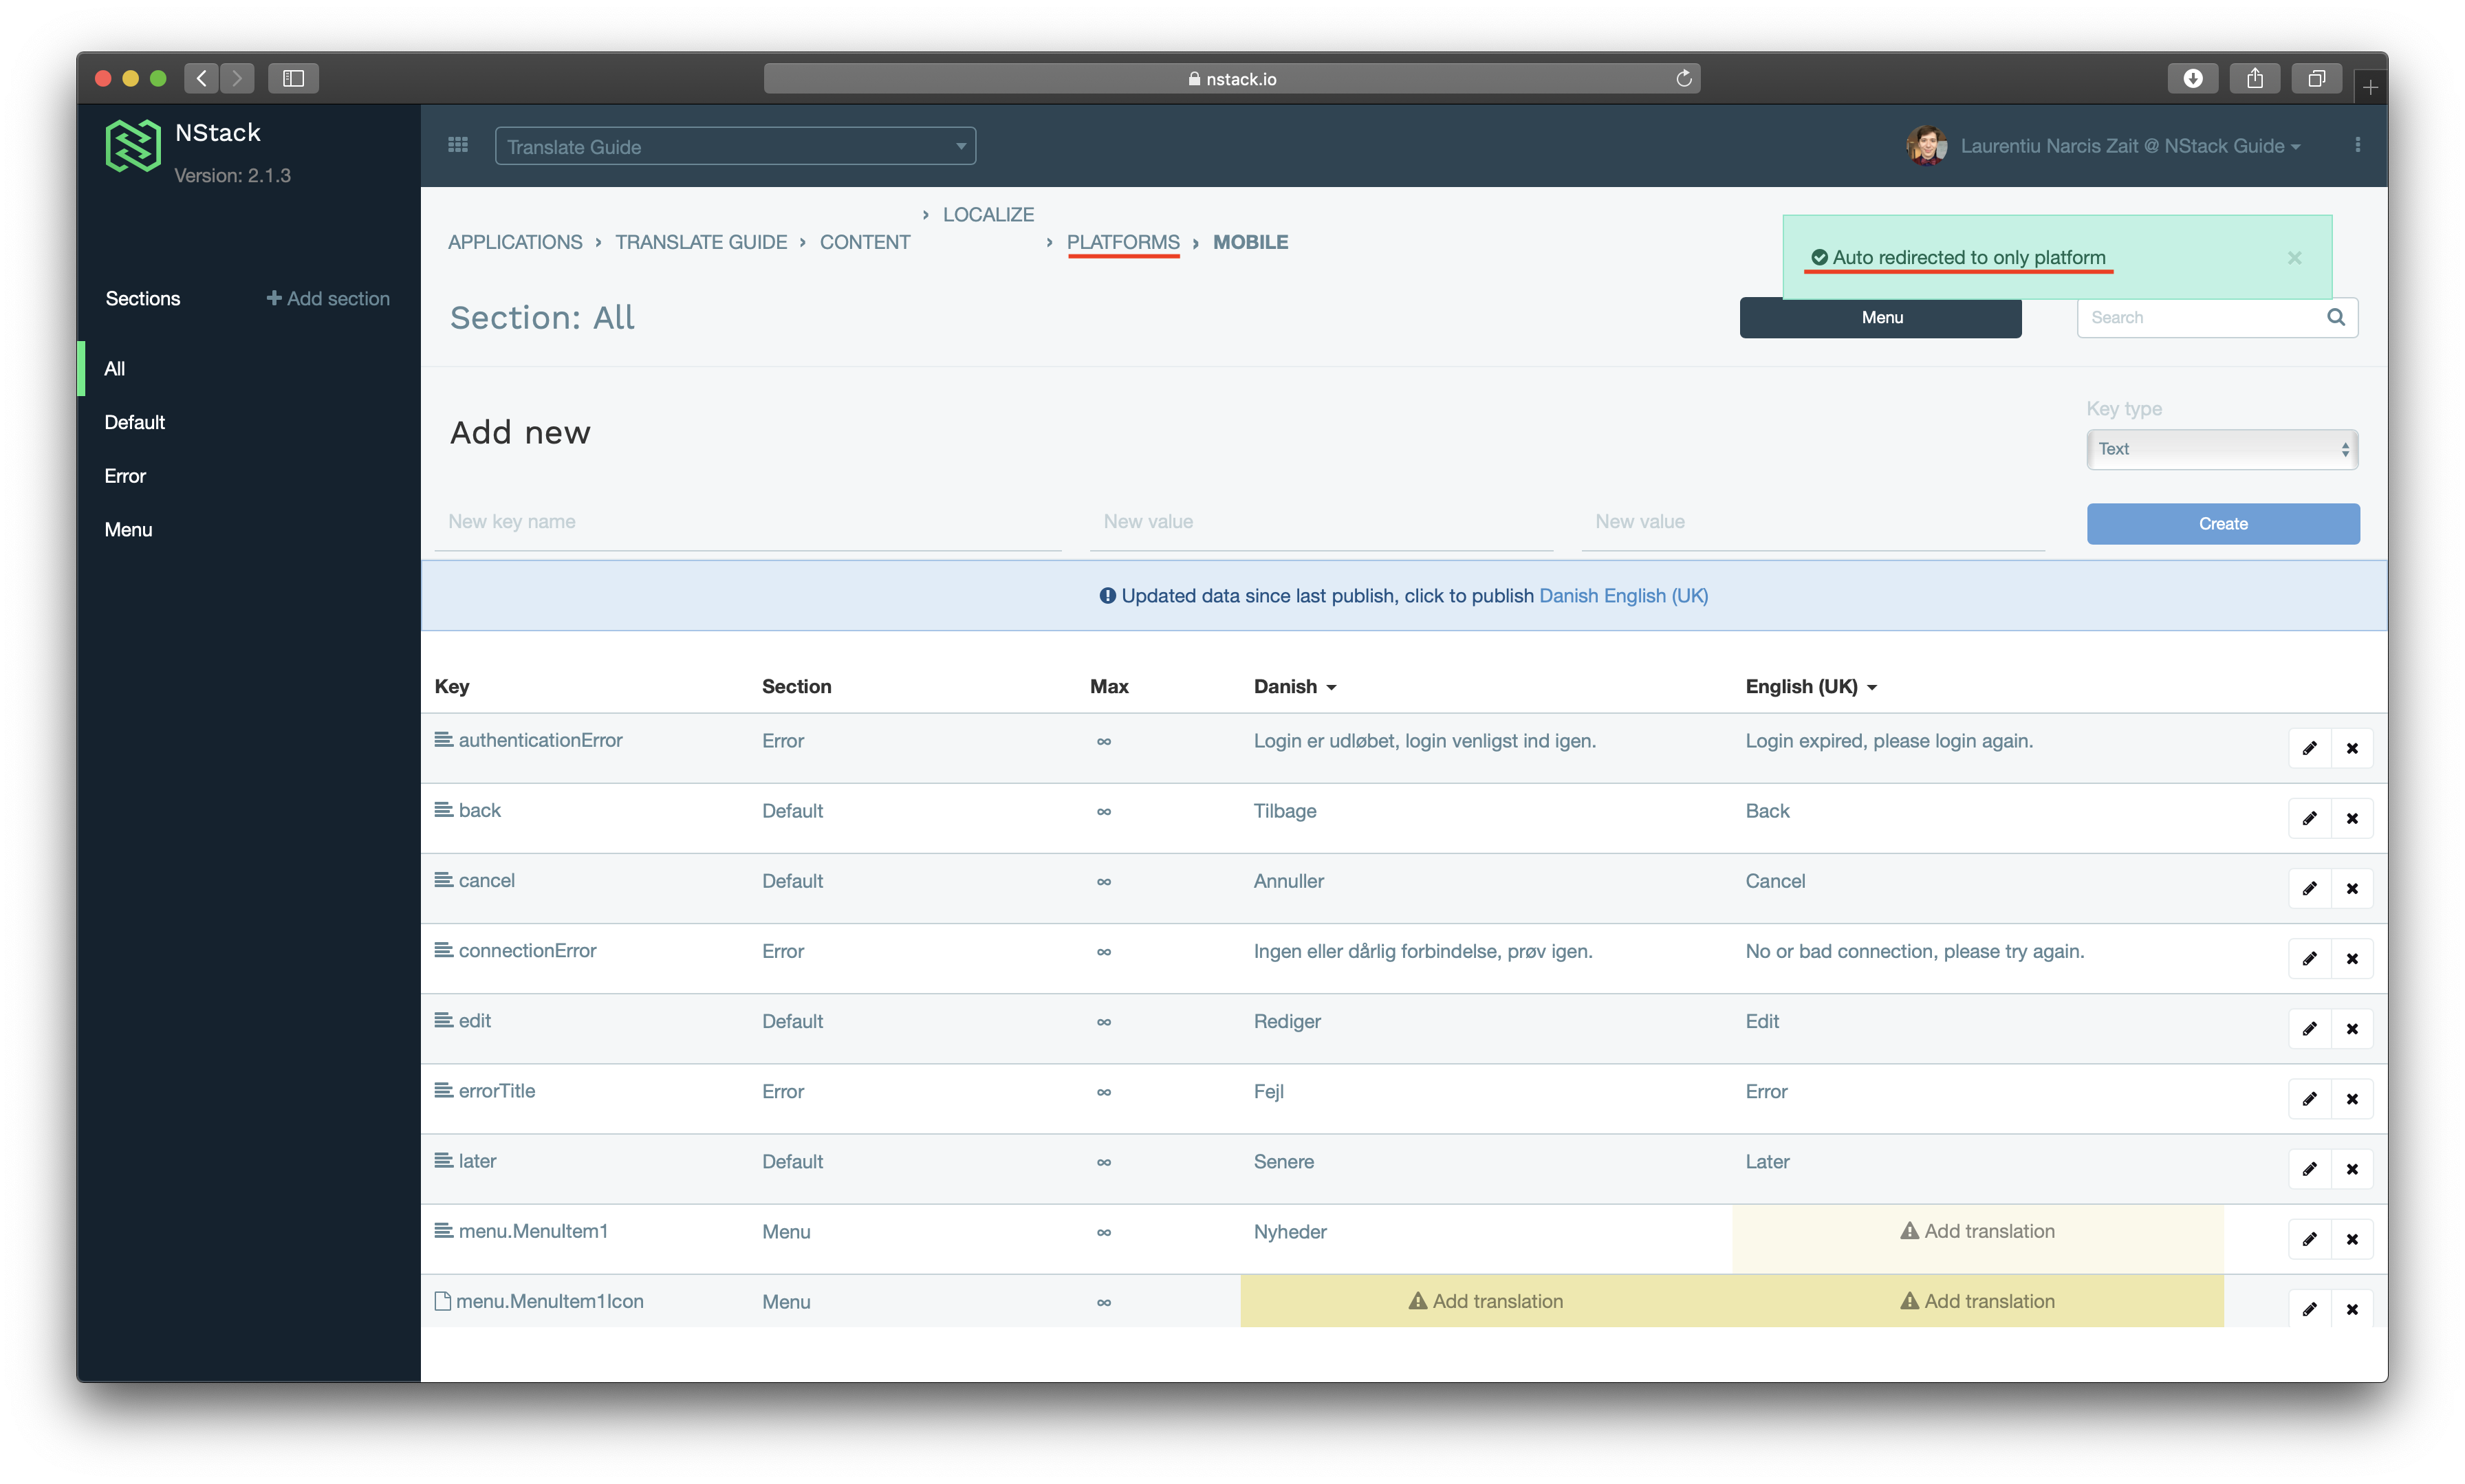 nstack.io
NStack
Version: 2.1.3
Translate Guide
Laurentiu Narcis Zait @ NStack Guide
APPLICATIONS › TRANSLATE GUIDE › CONTENT › LOCALIZE › PLATFORMS › MOBILE
Auto redirected to only platform ×
Sections + Add section
All
Default
Error
Menu
Section: All
Menu
Search
Add new
Key type
Text
New key name New value New value Create
Updated data since last publish, click to publish Danish English (UK)
Key Section Max Danish English (UK)
authenticationError Error ∞ Login er udløbet, login venligst ind igen. Login expired, please login again.
back Default ∞ Tilbage Back
cancel Default ∞ Annuller Cancel
connectionError Error ∞ Ingen eller dårlig forbindelse, prøv igen. No or bad connection, please try again.
edit Default ∞ Rediger Edit
errorTitle Error ∞ Fejl Error
later Default ∞ Senere Later
menu.MenuItem1 Menu ∞ Nyheder Add translation
menu.MenuItem1Icon Menu ∞ Add translation Add translation